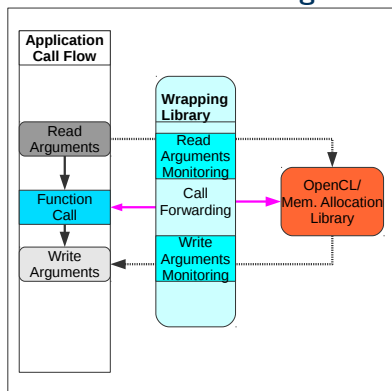 Application
Call Flow
Wrapping
Library
Read
Arguments
Read
Arguments
Monitoring
Function
Call
Call
Forwarding
OpenCL/
Mem. Allocation
Library
Write
Arguments
Write
Arguments
Monitoring